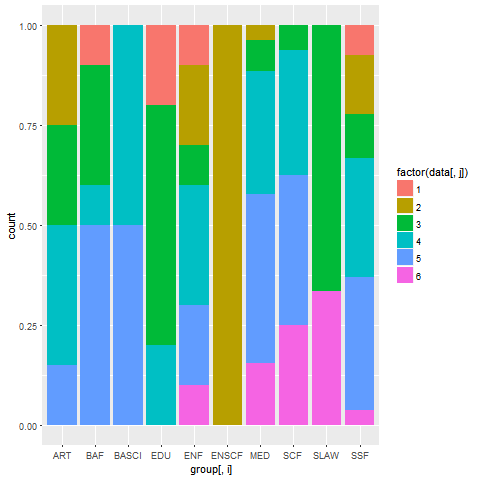 1.00
0.75
0.50
0.25
0.00
count
ART BAF BASCI EDU ENF ENSCF MED SCF SLAW SSF
group[, i]
factor(data[, j])
1
2
3
4
5
6